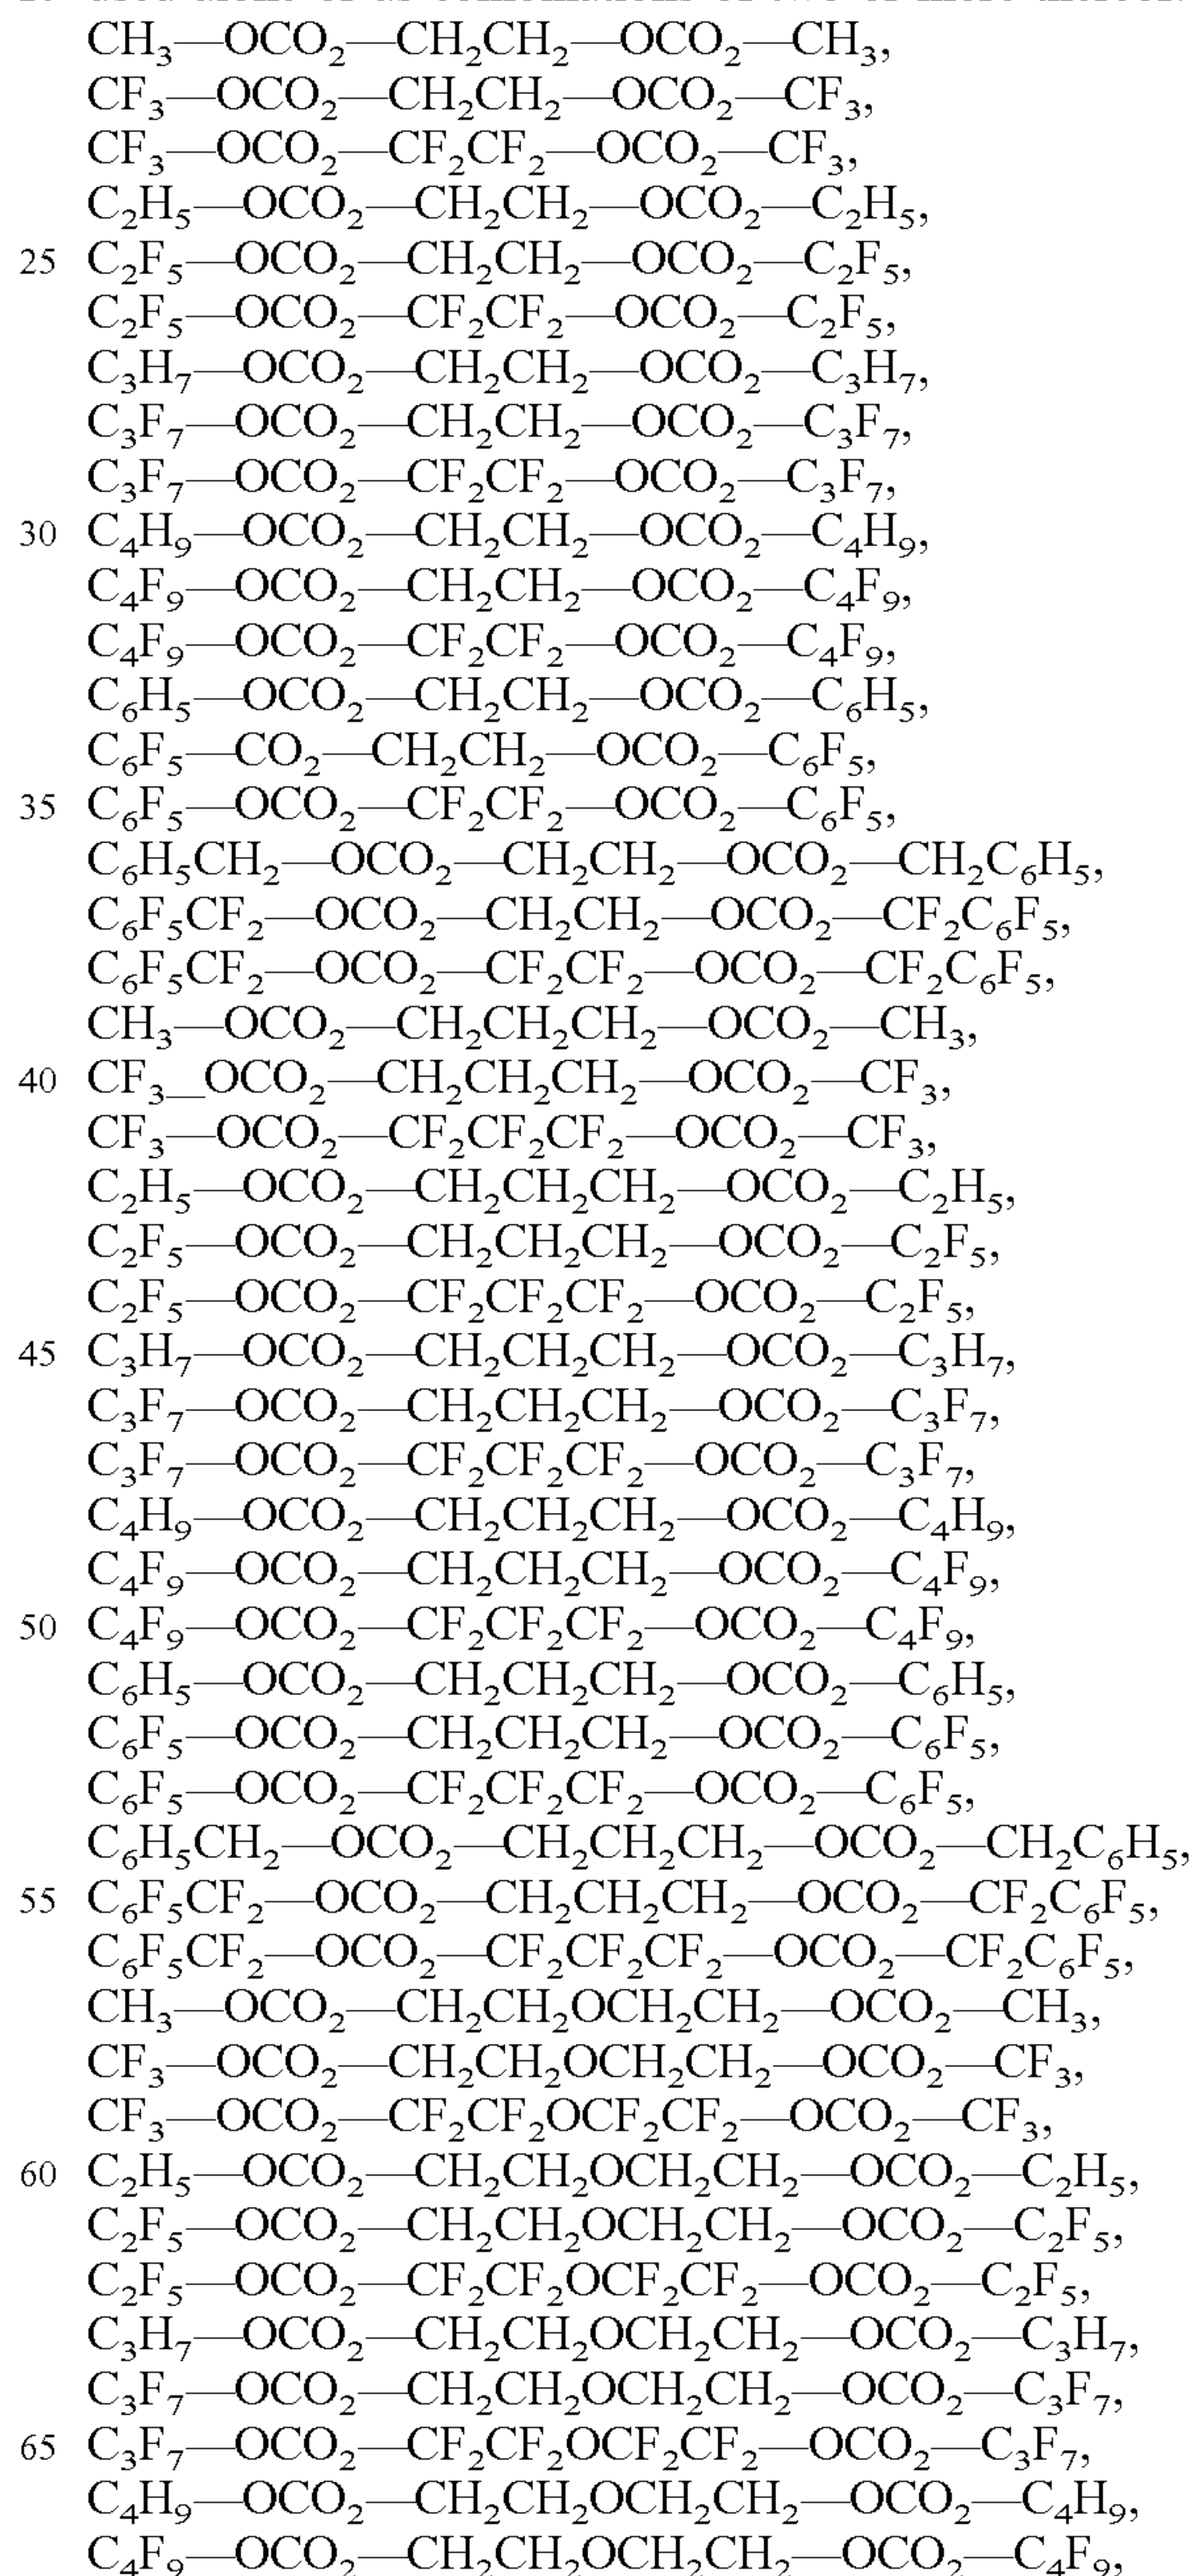 CH₃—OCO₂—CH₂CH₂—OCO₂—CH₃,
CF₃—OCO₂—CH₂CH₂—OCO₂—CF₃,
CF₃—OCO₂—CF₂CF₂—OCO₂—CF₃,
C₂H₅—OCO₂—CH₂CH₂—OCO₂—C₂H₅,
25 C₂F₅—OCO₂—CH₂CH₂—OCO₂—C₂F₅,
C₂F₅—OCO₂—CF₂CF₂—OCO₂—C₂F₅,
C₃H₇—OCO₂—CH₂CH₂—OCO₂—C₃H₇,
C₃F₇—OCO₂—CH₂CH₂—OCO₂—C₃F₇,
C₃F₇—OCO₂—CF₂CF₂—OCO₂—C₃F₇,
30 C₄H₉—OCO₂—CH₂CH₂—OCO₂—C₄H₉,
C₄F₉—OCO₂—CH₂CH₂—OCO₂—C₄F₉,
C₄F₉—OCO₂—CF₂CF₂—OCO₂—C₄F₉,
C₆H₅—OCO₂—CH₂CH₂—OCO₂—C₆H₅,
C₆F₅—CO₂—CH₂CH₂—OCO₂—C₆F₅,
35 C₆F₅—OCO₂—CF₂CF₂—OCO₂—C₆F₅,
C₆H₅CH₂—OCO₂—CH₂CH₂—OCO₂—CH₂C₆H₅,
C₆F₅CF₂—OCO₂—CH₂CH₂—OCO₂—CF₂C₆F₅,
C₆F₅CF₂—OCO₂—CF₂CF₂—OCO₂—CF₂C₆F₅,
CH₃—OCO₂—CH₂CH₂CH₂—OCO₂—CH₃,
40 CF₃_OCO₂—CH₂CH₂CH₂—OCO₂—CF₃,
CF₃—OCO₂—CF₂CF₂CF₂—OCO₂—CF₃,
C₂H₅—OCO₂—CH₂CH₂CH₂—OCO₂—C₂H₅,
C₂F₅—OCO₂—CH₂CH₂CH₂—OCO₂—C₂F₅,
C₂F₅—OCO₂—CF₂CF₂CF₂—OCO₂—C₂F₅,
45 C₃H₇—OCO₂—CH₂CH₂CH₂—OCO₂—C₃H₇,
C₃F₇—OCO₂—CH₂CH₂CH₂—OCO₂—C₃F₇,
C₃F₇—OCO₂—CF₂CF₂CF₂—OCO₂—C₃F₇,
C₄H₉—OCO₂—CH₂CH₂CH₂—OCO₂—C₄H₉,
C₄F₉—OCO₂—CH₂CH₂CH₂—OCO₂—C₄F₉,
50 C₄F₉—OCO₂—CF₂CF₂CF₂—OCO₂—C₄F₉,
C₆H₅—OCO₂—CH₂CH₂CH₂—OCO₂—C₆H₅,
C₆F₅—OCO₂—CH₂CH₂CH₂—OCO₂—C₆F₅,
C₆F₅—OCO₂—CF₂CF₂CF₂—OCO₂—C₆F₅,
C₆H₅CH₂—OCO₂—CH₂CH₂CH₂—OCO₂—CH₂C₆H₅,
55 C₆F₅CF₂—OCO₂—CH₂CH₂CH₂—OCO₂—CF₂C₆F₅,
C₆F₅CF₂—OCO₂—CF₂CF₂CF₂—OCO₂—CF₂C₆F₅,
CH₃—OCO₂—CH₂CH₂OCH₂CH₂—OCO₂—CH₃,
CF₃—OCO₂—CH₂CH₂OCH₂CH₂—OCO₂—CF₃,
CF₃—OCO₂—CF₂CF₂OCF₂CF₂—OCO₂—CF₃,
60 C₂H₅—OCO₂—CH₂CH₂OCH₂CH₂—OCO₂—C₂H₅,
C₂F₅—OCO₂—CH₂CH₂OCH₂CH₂—OCO₂—C₂F₅,
C₂F₅—OCO₂—CF₂CF₂OCF₂CF₂—OCO₂—C₂F₅,
C₃H₇—OCO₂—CH₂CH₂OCH₂CH₂—OCO₂—C₃H₇,
C₃F₇—OCO₂—CH₂CH₂OCH₂CH₂—OCO₂—C₃F₇,
65 C₃F₇—OCO₂—CF₂CF₂OCF₂CF₂—OCO₂—C₃F₇,
C₄H₉—OCO₂—CH₂CH₂OCH₂CH₂—OCO₂—C₄H₉,
C₄F₉—OCO₂—CH₂CH₂OCH₂CH₂—OCO₂—C₄F₉,